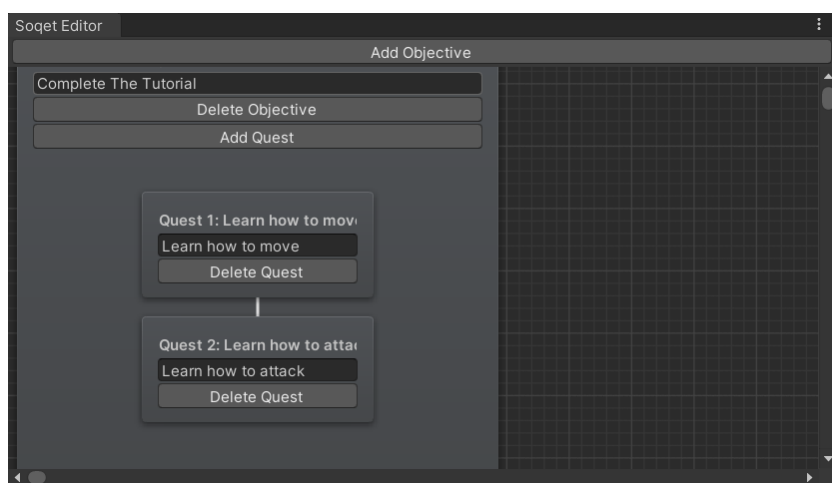 Soqet Editor
Add Objective
Complete The Tutorial
Delete Objective
Add Quest
Quest 1: Learn how to mov
Learn how to move
Delete Quest
Quest 2: Learn how to atta
Learn how to attack
Delete Quest